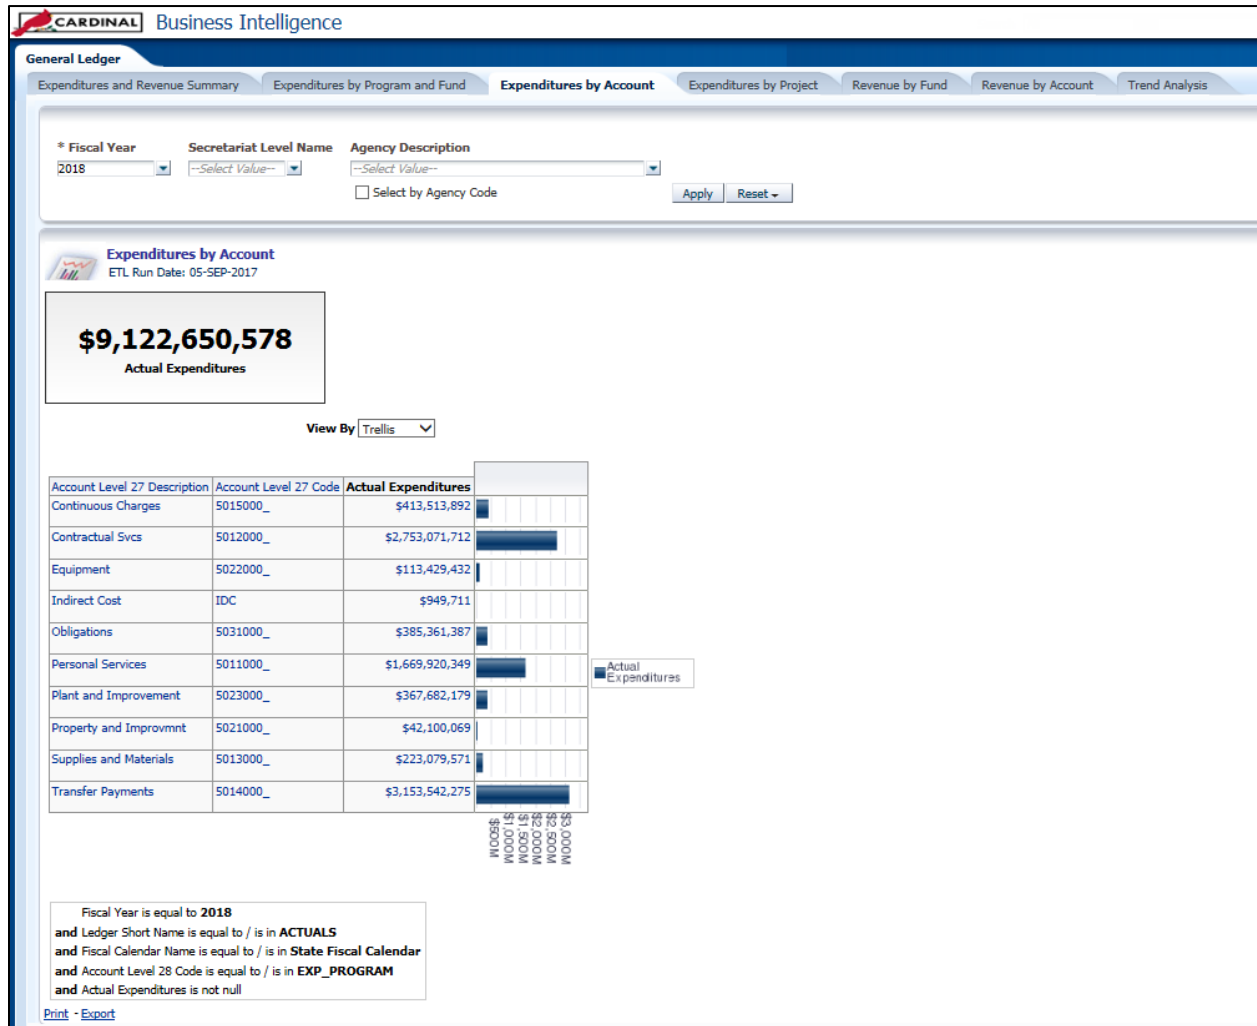 CARDINAL Business Intelligence
General Ledger
Expenditures and Revenue Summary Expenditures by Program and Fund Expenditures by Account Expenditures by Project Revenue by Fund Revenue by Account Trend Analysis
* Fiscal Year Secretariat Level Name Agency Description
2018 --Select Value-- --Select Value--
Select by Agency Code Apply Reset
Expenditures by Account
ETL Run Date: 05-SEP-2017
$9,122,650,578
Actual Expenditures
View By Trellis
Account Level 27 Description Account Level 27 Code Actual Expenditures
Continuous Charges 5015000_ $413,513,892
Contractual Svcs 5012000_ $2,753,071,712
Equipment 5022000_ $113,429,432
Indirect Cost IDC $949,711
Obligations 5031000_ $385,361,387
Personal Services 5011000_ $1,669,920,349
Plant and Improvement 5023000_ $367,682,179
Property and Improvmnt 5021000_ $42,100,069
Supplies and Materials 5013000_ $223,079,571
Transfer Payments 5014000_ $3,153,542,275
Actual
Expenditures
$500M
$1,000M
$1,500M
$2,000M
$2,500M
$3,000M
Fiscal Year is equal to 2018
and Ledger Short Name is equal to / is in ACTUALS
and Fiscal Calendar Name is equal to / is in State Fiscal Calendar
and Account Level 28 Code is equal to / is in EXP_PROGRAM
and Actual Expenditures is not null
Print - Export